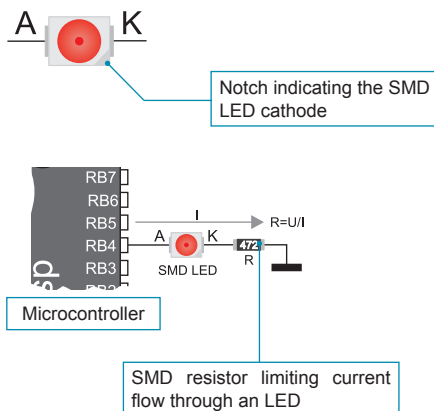 A K
Notch indicating the SMD
LED cathode
RB7
RB6
RB5 I R=U/I
RB4 A K 472
RB3 SMD LED R
Microcontroller
SMD resistor limiting current
flow through an LED